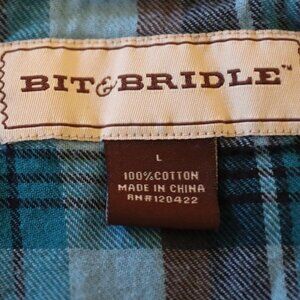 BIT&BRIDLE™
L
100%COTTON
MADE IN CHINA
RN#120422